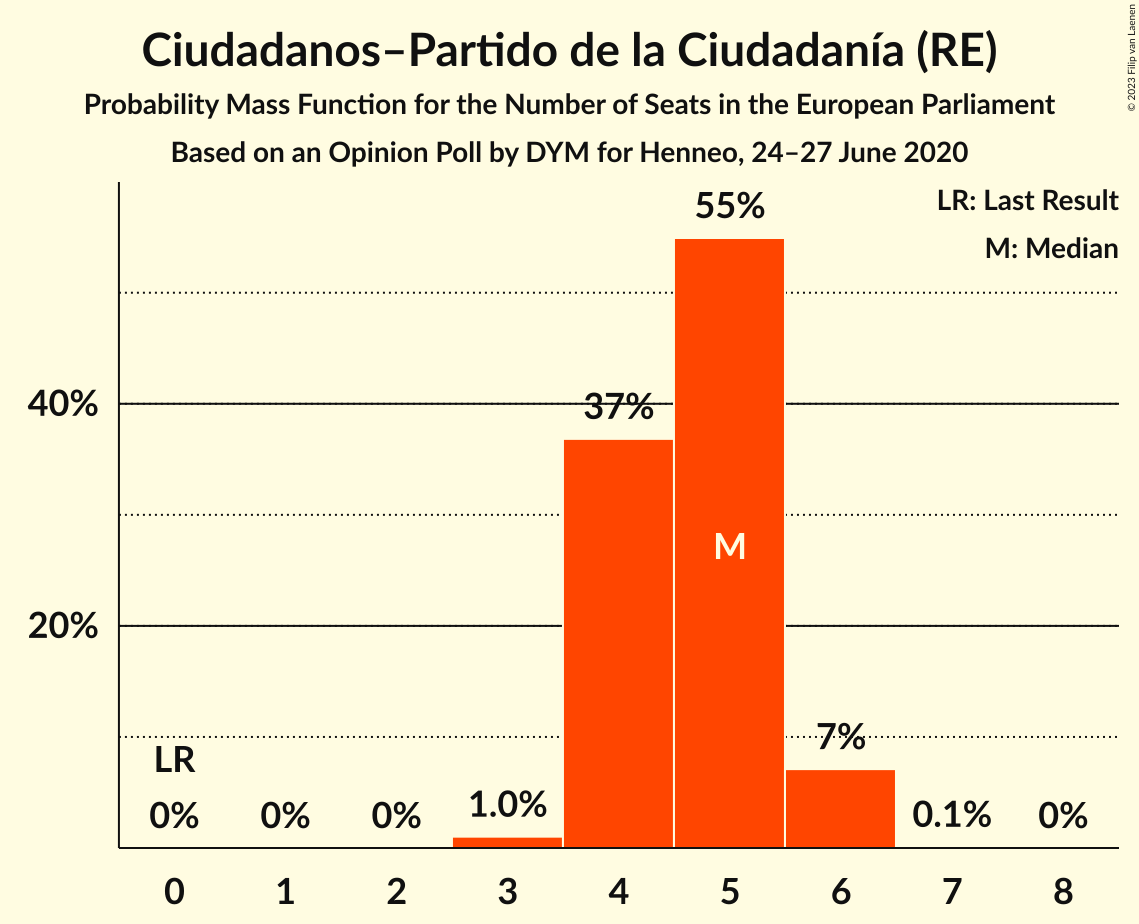 Ciudadanos–Partido de la Ciudadanía (RE)
Probability Mass Function for the Number of Seats in the European Parliament
Based on an Opinion Poll by DYM for Henneo, 24–27 June 2020
© 2023 Filip van Laenen
LR: Last Result
M: Median
55%
40%
37%
M
20%
7%
LR
0%
0%
0%
1.0%
0.1%
0%
0 1 2 3 4 5 6 7 8